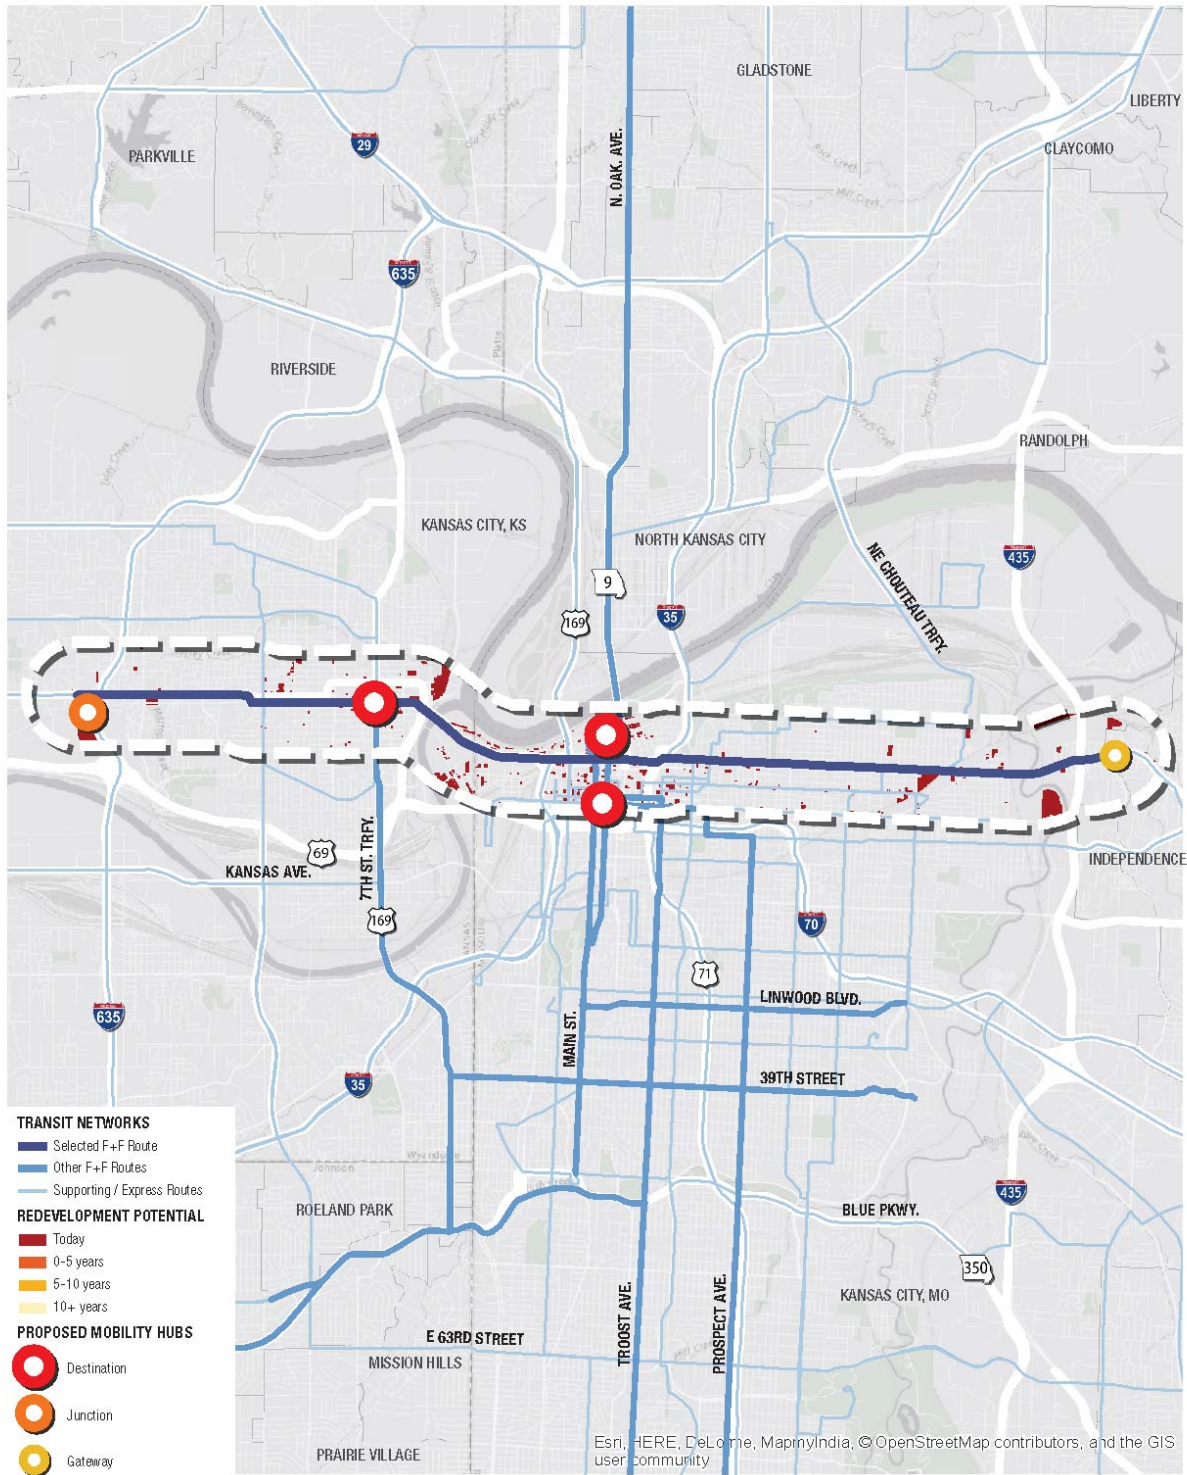 GLADSTONE
LIBERTY
CLAYCOMO
29
PARKVILLE
N. OAK. AVE.
635
Platte
RIVERSIDE
RANDOLPH
KANSAS CITY, KS
NORTH KANSAS CITY
NE CHOUTEAU TRFY.
435
9
169
35
INDEPENDENCE
69
KANSAS AVE.
7TH ST. TRFY.
169
70
71
LINWOOD BLVD.
635
MAIN ST.
35
39TH STREET
Johnson
Wyandotte
ROELAND PARK
435
BLUE PKWY.
350
KANSAS CITY, MO
TROOST AVE.
PROSPECT AVE.
E 63RD STREET
MISSION HILLS
PRAIRIE VILLAGE
TRANSIT NETWORKS
Selected F+F Route
Other F+F Routes
Supporting / Express Routes
REDEVELOPMENT POTENTIAL
Today
0-5 years
5-10 years
10+ years
PROPOSED MOBILITY HUBS
Destination
Junction
Gateway
Esri, HERE, DeLorme, MapmyIndia, © OpenStreetMap contributors, and the GIS
user community